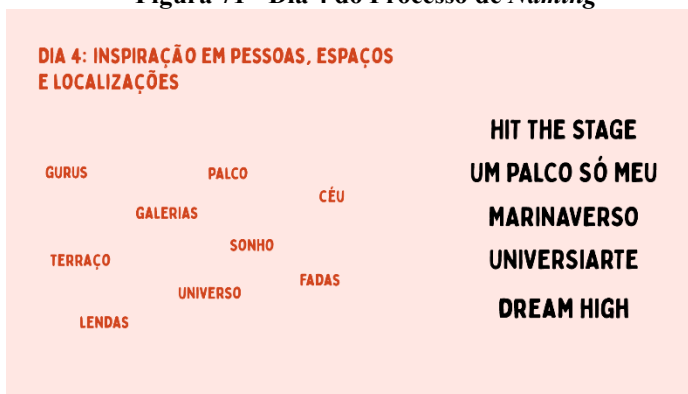 Figura 71 - Dia 4 do Processo de Naming
DIA 4: INSPIRAÇÃO EM PESSOAS, ESPAÇOS
E LOCALIZAÇÕES
GURUS
PALCO
CÉU
GALERIAS
SONHO
TERRAÇO
FADAS
UNIVERSO
LENDAS
HIT THE STAGE
UM PALCO SÓ MEU
MARINAVERSO
UNIVERSIARTE
DREAM HIGH